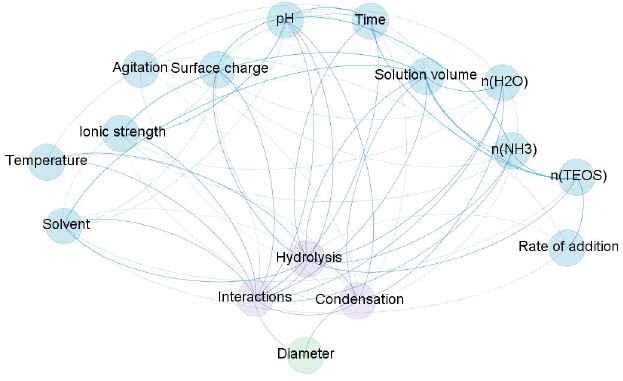 pH
Time
Agitation
Surface charge
Solution volume
n(H2O)
Ionic strength
n(NH3)
Temperature
n(TEOS)
Solvent
Rate of addition
Hydrolysis
Interactions
Condensation
Diameter